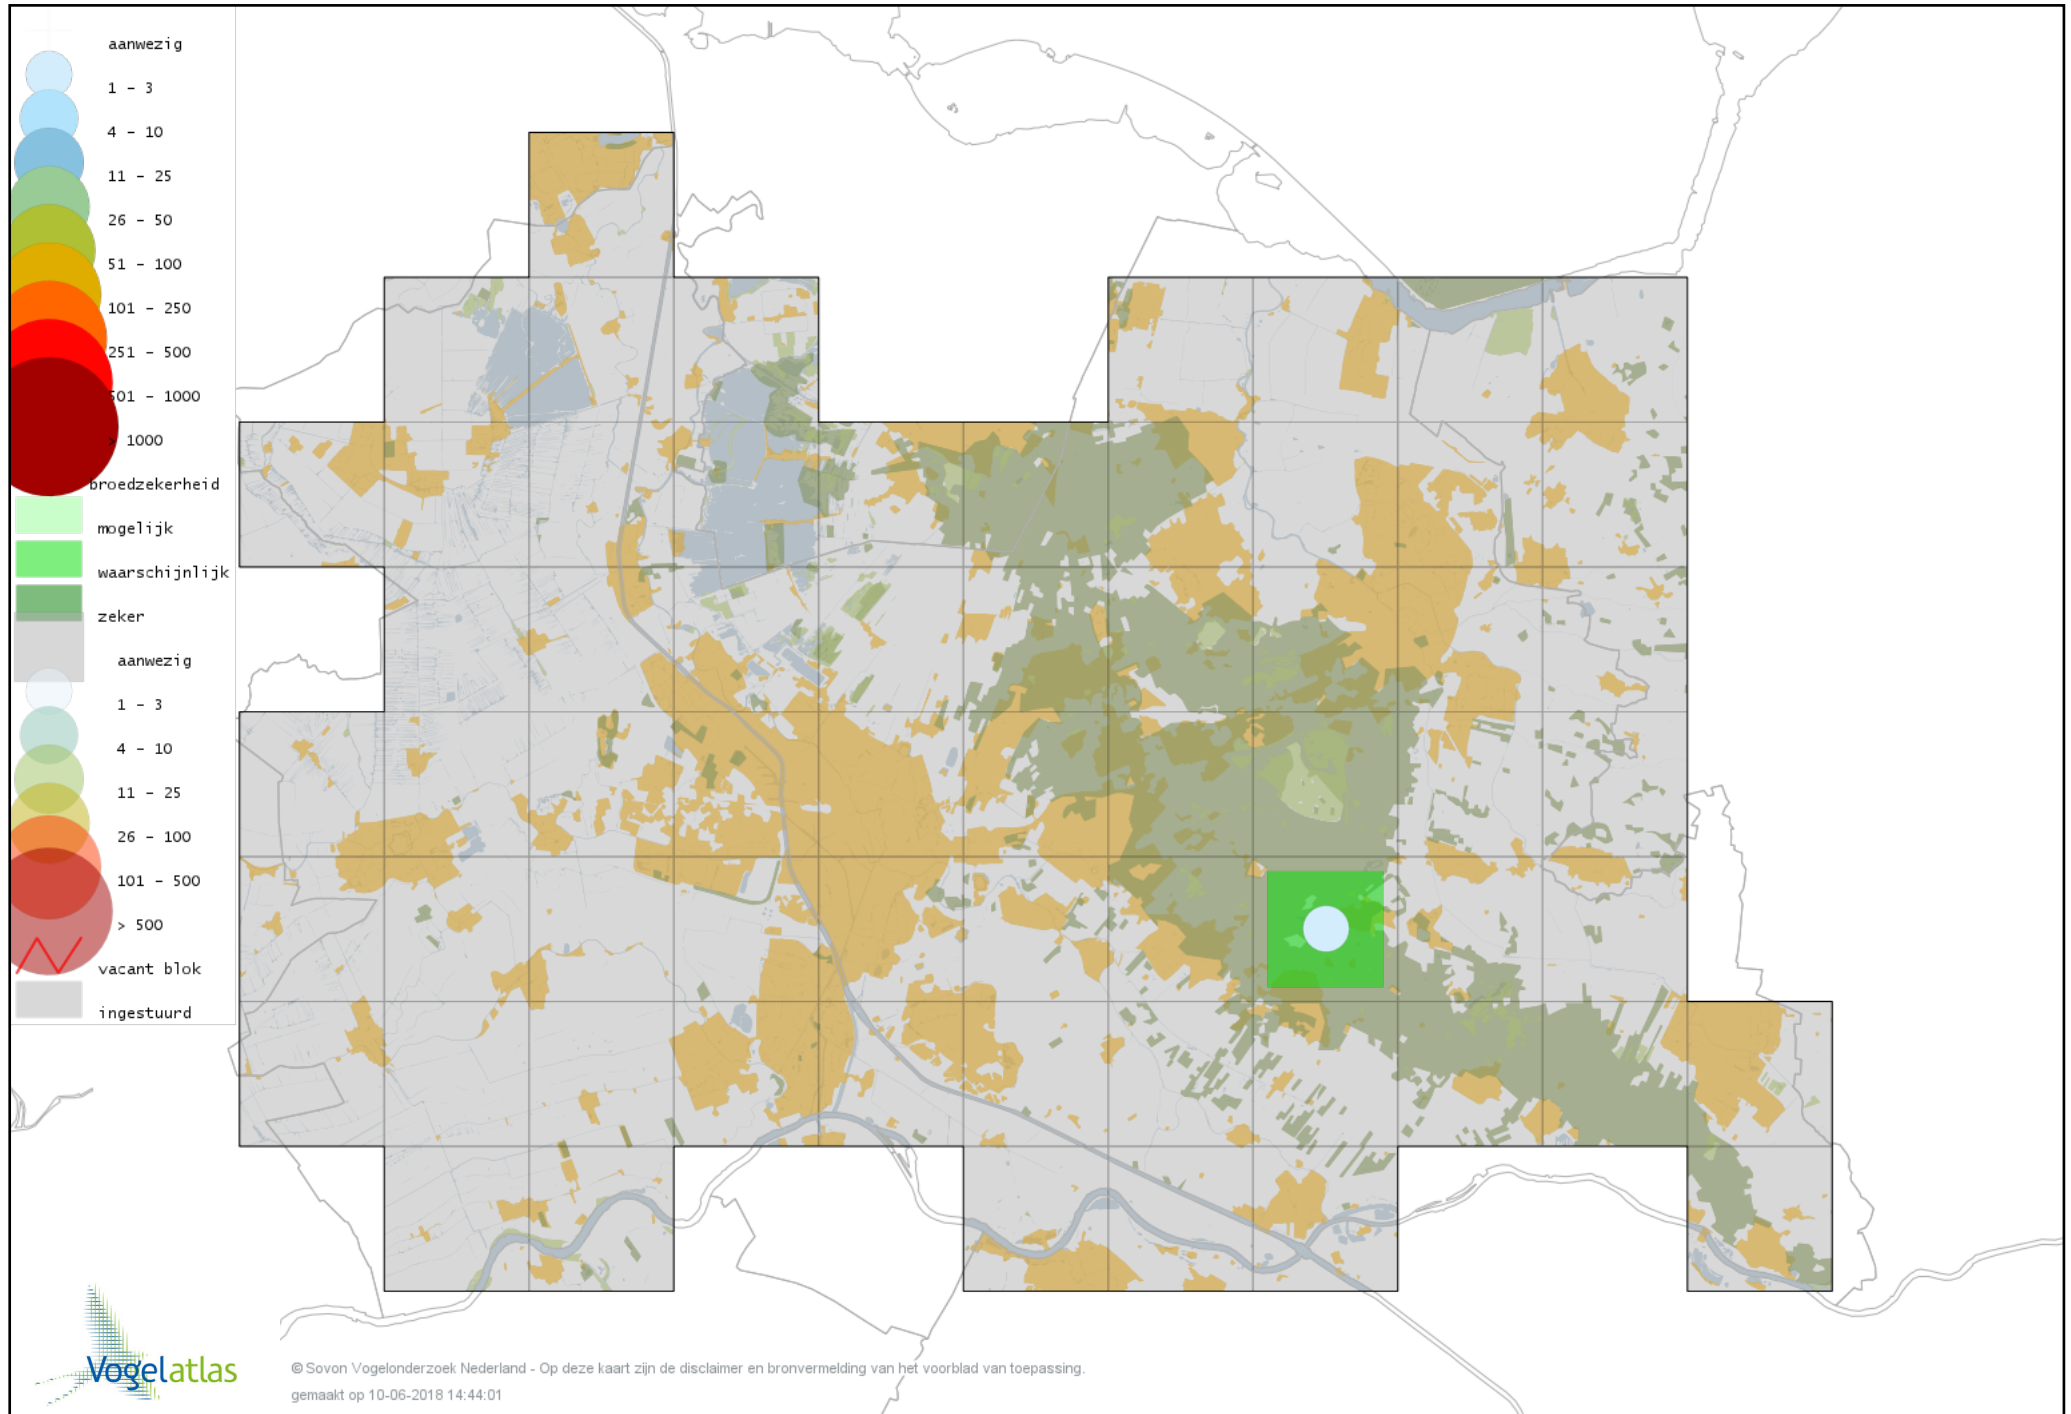 aanwezig
1 - 3
4 - 10
11 - 25
26 - 50
51 - 100
101 - 250
251 - 500
501 - 1000
> 1000
broedzekerheid
mogelijk
waarschijnlijk
zeker
aanwezig
1 - 3
4 - 10
11 - 25
26 - 100
101 - 500
> 500
vacant blok
ingestuurd
Vogelatlas
© Sovon Vogelonderzoek Nederland - Op deze kaart zijn de disclaimer en bronvermelding van het voorblad van toepassing.
gemaakt op 10-06-2018 14:44:01